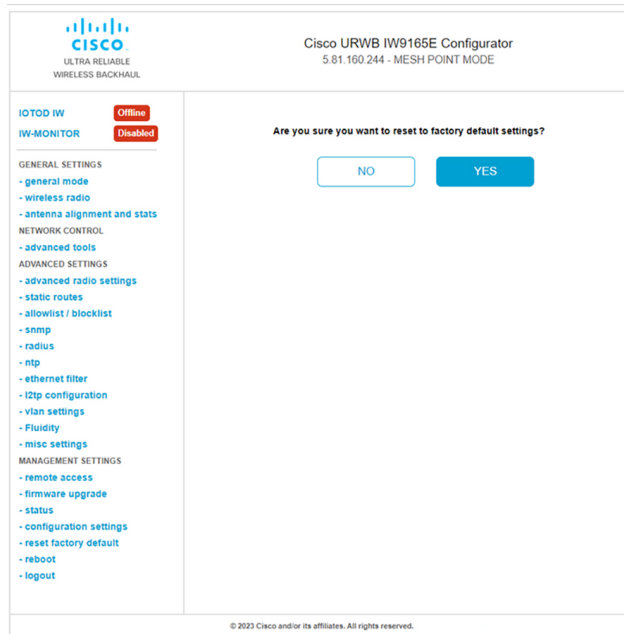 CISCO
ULTRA RELIABLE
WIRELESS BACKHAUL
Cisco URWB IW9165E Configurator
5.81.160.244 - MESH POINT MODE
IOTOD IW Offline
IW-MONITOR Disabled
GENERAL SETTINGS
- general mode
- wireless radio
- antenna alignment and stats
NETWORK CONTROL
- advanced tools
ADVANCED SETTINGS
- advanced radio settings
- static routes
- allowlist / blocklist
- snmp
- radius
- ntp
- ethernet filter
- l2tp configuration
- vlan settings
- Fluidity
- misc settings
MANAGEMENT SETTINGS
- remote access
- firmware upgrade
- status
- configuration settings
- reset factory default
- reboot
- logout
Are you sure you want to reset to factory default settings?
NO YES
© 2023 Cisco and/or its affiliates. All rights reserved.